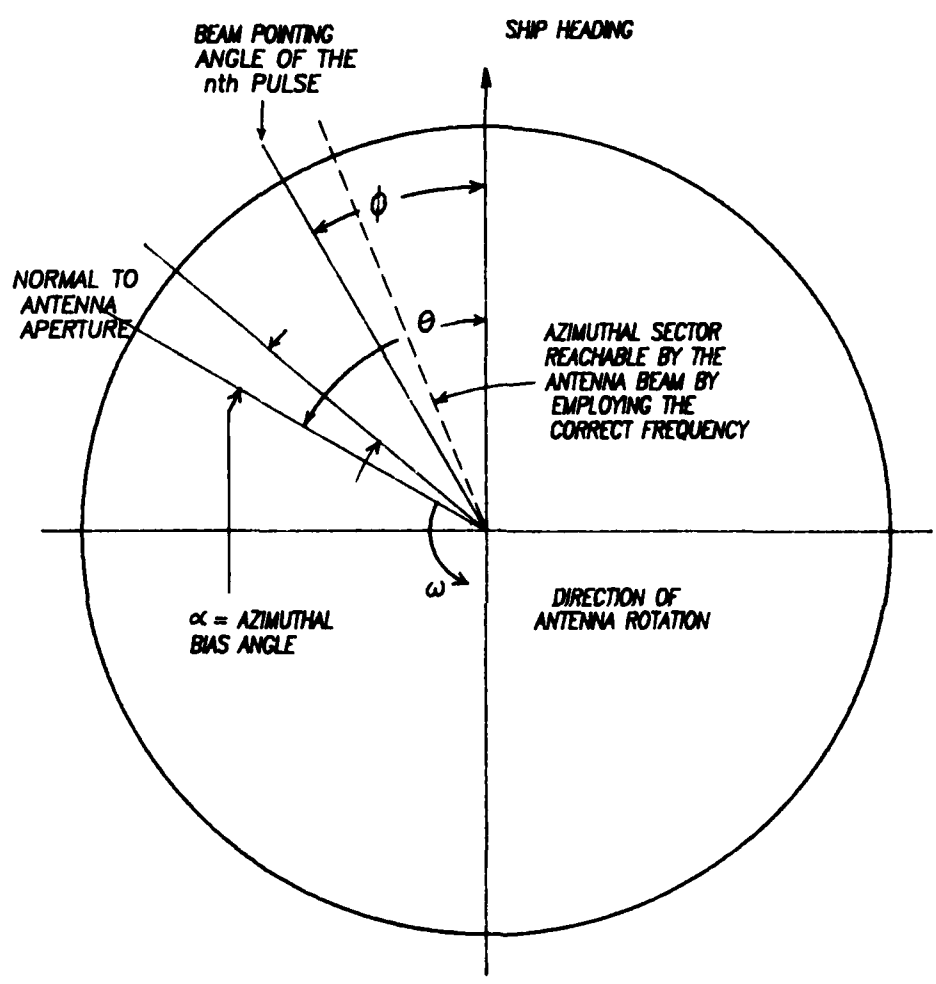 BEAM POINTING
ANGLE OF THE
nth PULSE
SHIP HEADING
ϕ
NORMAL TO
ANTENNA
APERTURE
θ
AZIMUTHAL SECTOR
REACHABLE BY THE
ANTENNA BEAM BY
EMPLOYING THE
CORRECT FREQUENCY
ω
DIRECTION OF
ANTENNA ROTATION
α = AZIMUTHAL
BIAS ANGLE